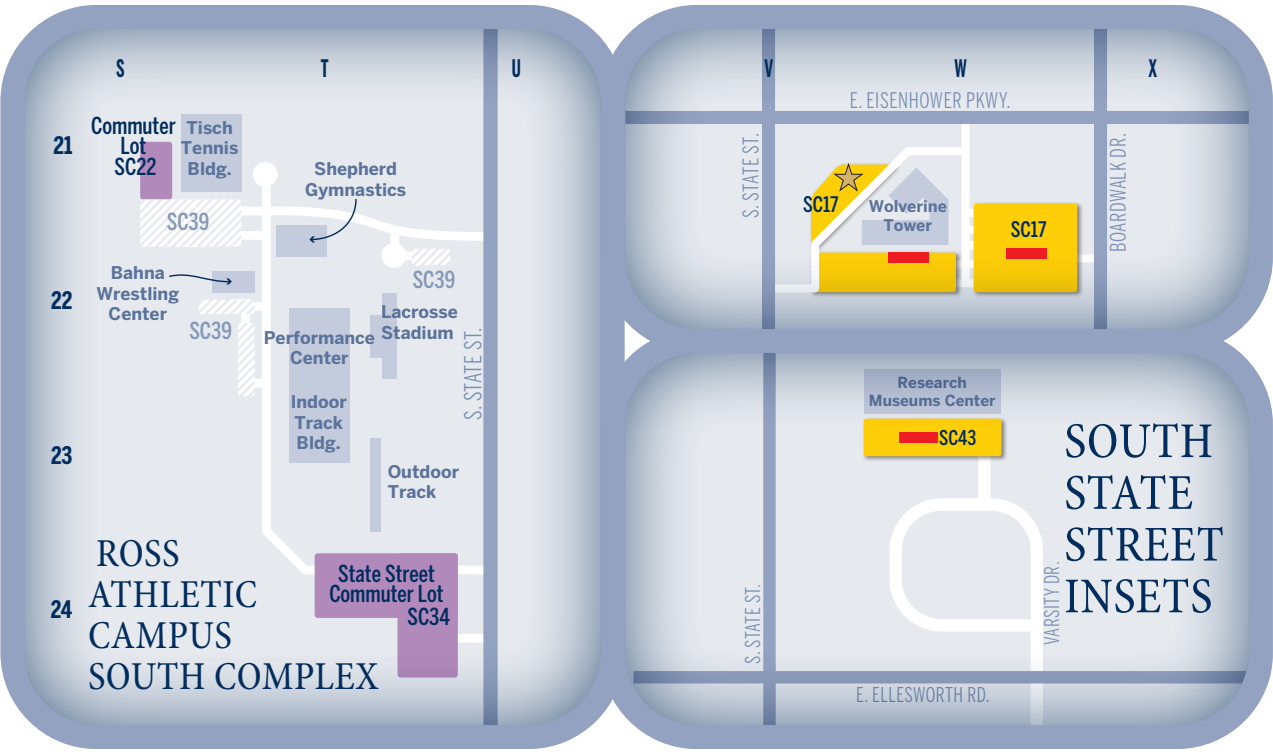 S
T
U
21
22
23
24
Commuter
Lot
SC22
Tisch
Tennis
Bldg.
SC39
Shepherd
Gymnastics
Bahna
Wrestling
Center
SC39
SC39
Lacrosse
Stadium
Performance
Center
Indoor
Track
Bldg.
S. STATE ST.
Outdoor
Track
State Street
Commuter Lot
SC34
ROSS
ATHLETIC
CAMPUS
SOUTH COMPLEX
V
W
X
E. EISENHOWER PKWY.
S. STATE ST.
BOARDWALK DR.
SC17
Wolverine
Tower
SC17
Research
Museums Center
SC43
SOUTH
STATE
STREET
INSETS
S. STATE ST.
VARSITY DR.
E. ELLESWORTH RD.